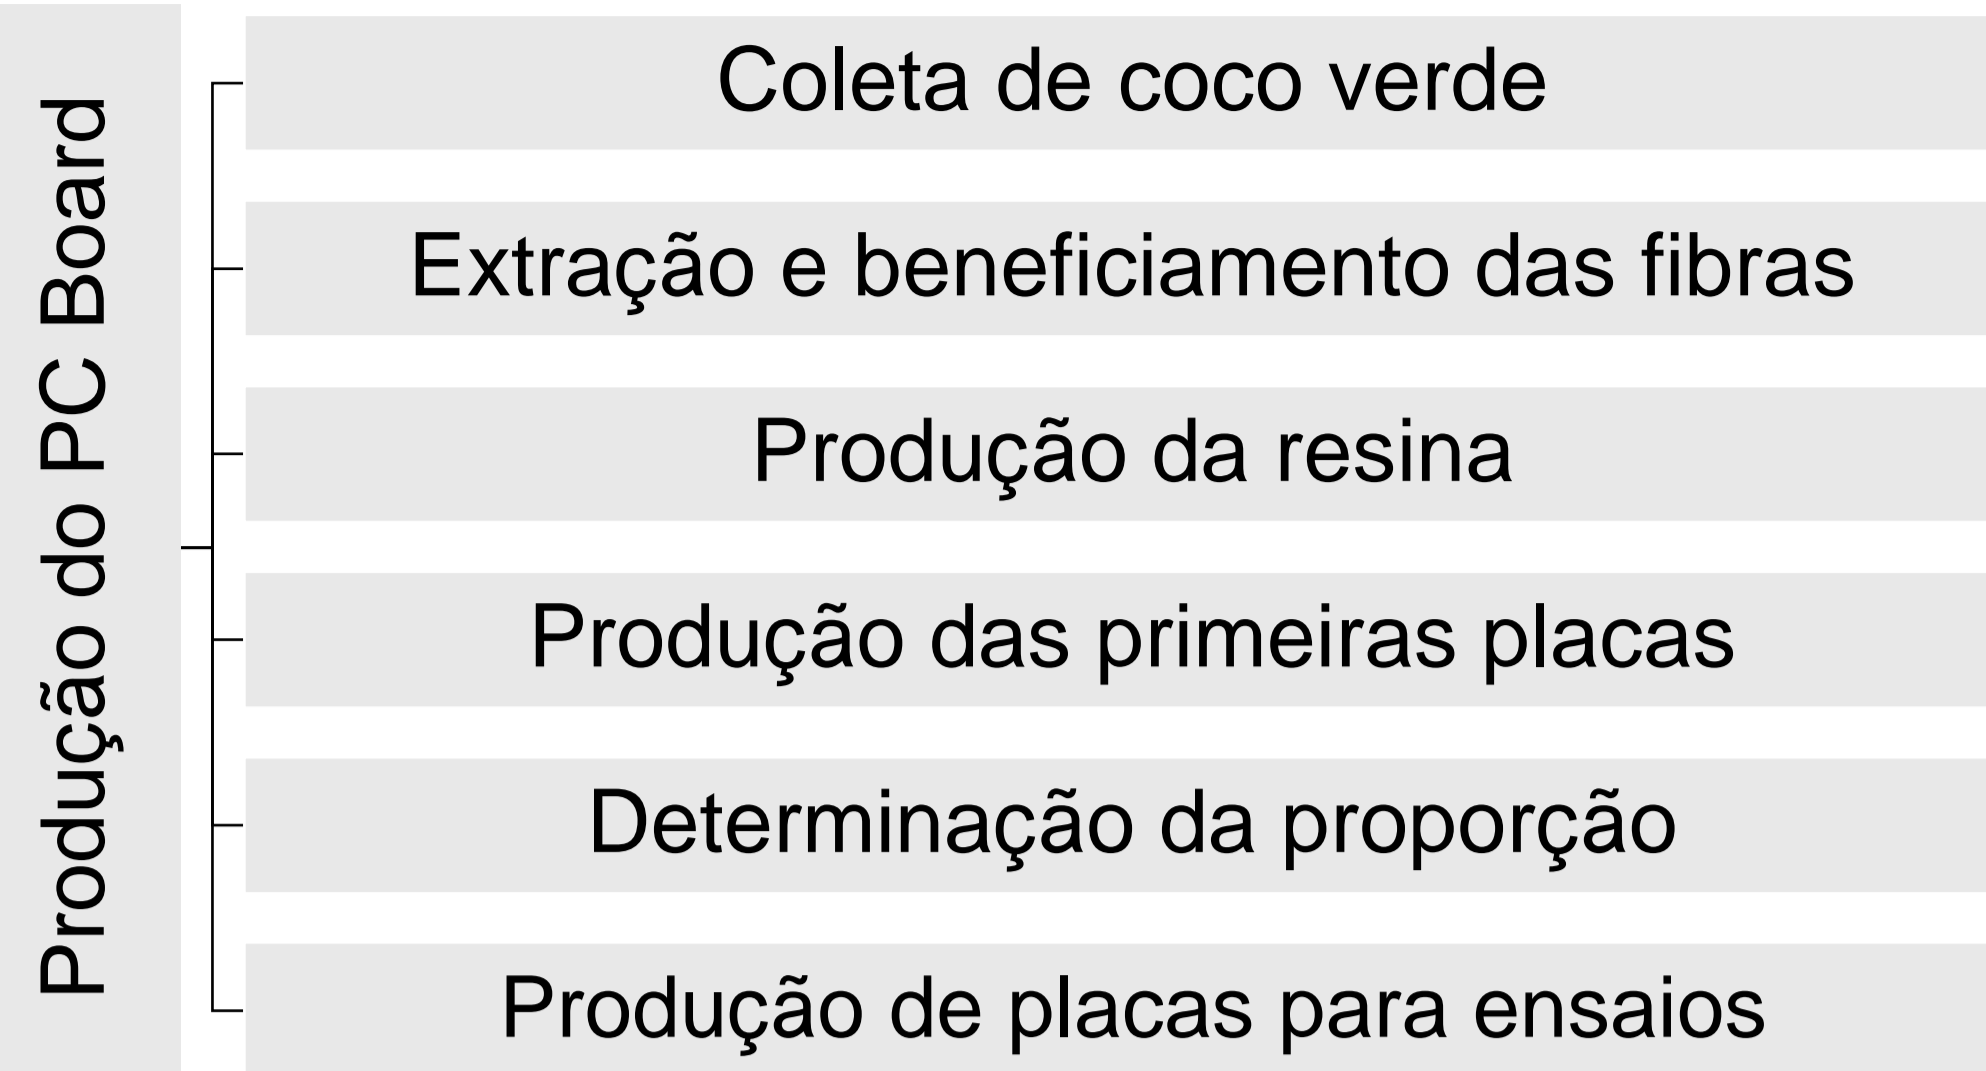 Produção do PC Board
Coleta de coco verde
Extração e beneficiamento das fibras
Produção da resina
Produção das primeiras placas
Determinação da proporção
Produção de placas para ensaios